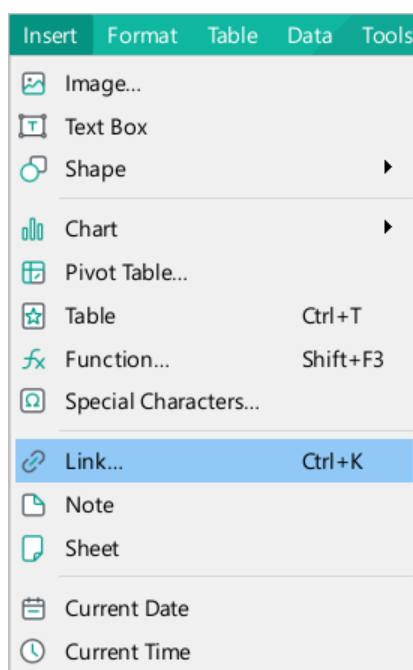 Insert Format Table Data Tools
Image...
Text Box
Shape
Chart
Pivot Table...
Table Ctrl+T
Function... Shift+F3
Special Characters...
Link... Ctrl+K
Note
Sheet
Current Date
Current Time